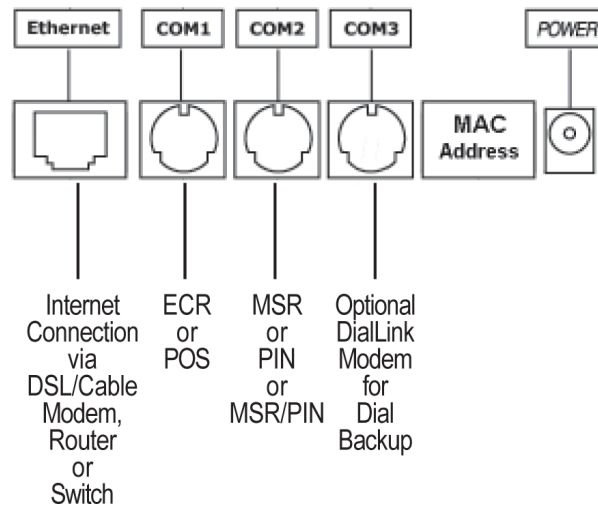 Ethernet
COM1
COM2
COM3
POWER
MAC
Address
Internet
Connection
via
DSL/Cable
Modem,
Router
or
Switch
ECR
or
POS
MSR
or
PIN
or
MSR/PIN
Optional
DialLink
Modem
for
Dial
Backup